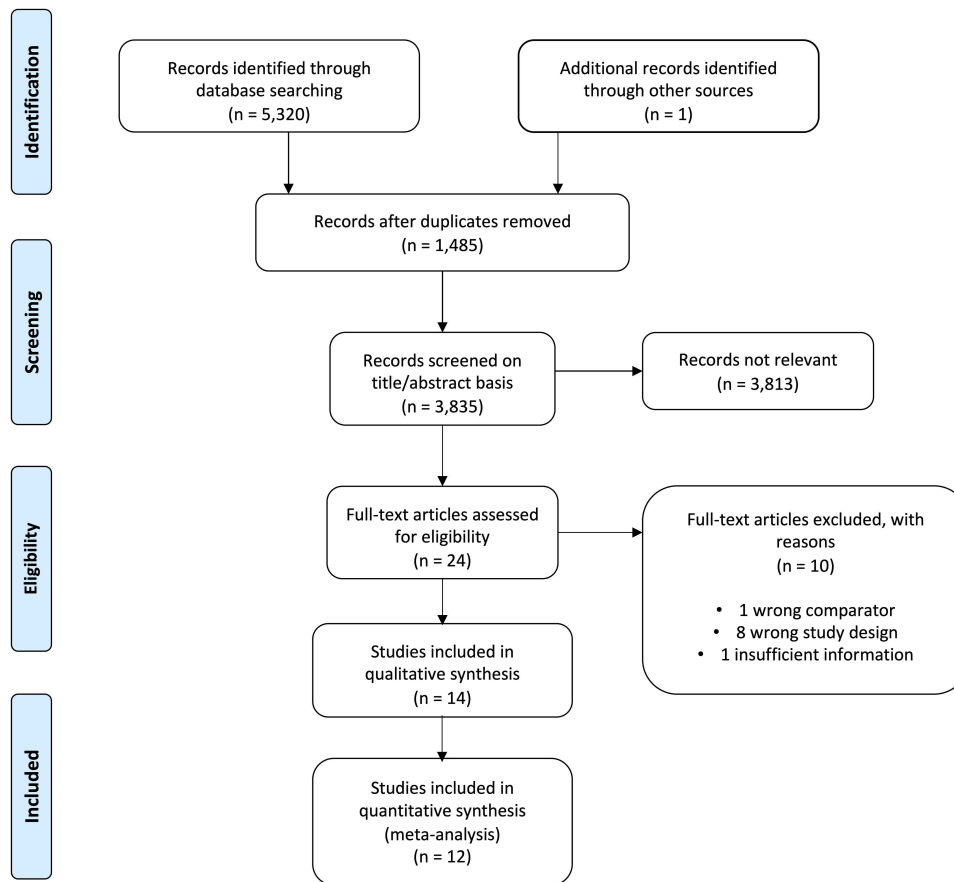 Identification
Records identified through
database searching
(n = 5,320)
Additional records identified
through other sources
(n = 1)
Records after duplicates removed
(n = 1,485)
Screening
Records screened on
title/abstract basis
(n = 3,835)
Records not relevant
(n = 3,813)
Eligibility
Full-text articles assessed
for eligibility
(n = 24)
Full-text articles excluded, with
reasons
(n = 10)
• 1 wrong comparator
• 8 wrong study design
• 1 insufficient information
Studies included in
qualitative synthesis
(n = 14)
Included
Studies included in
quantitative synthesis
(meta-analysis)
(n = 12)